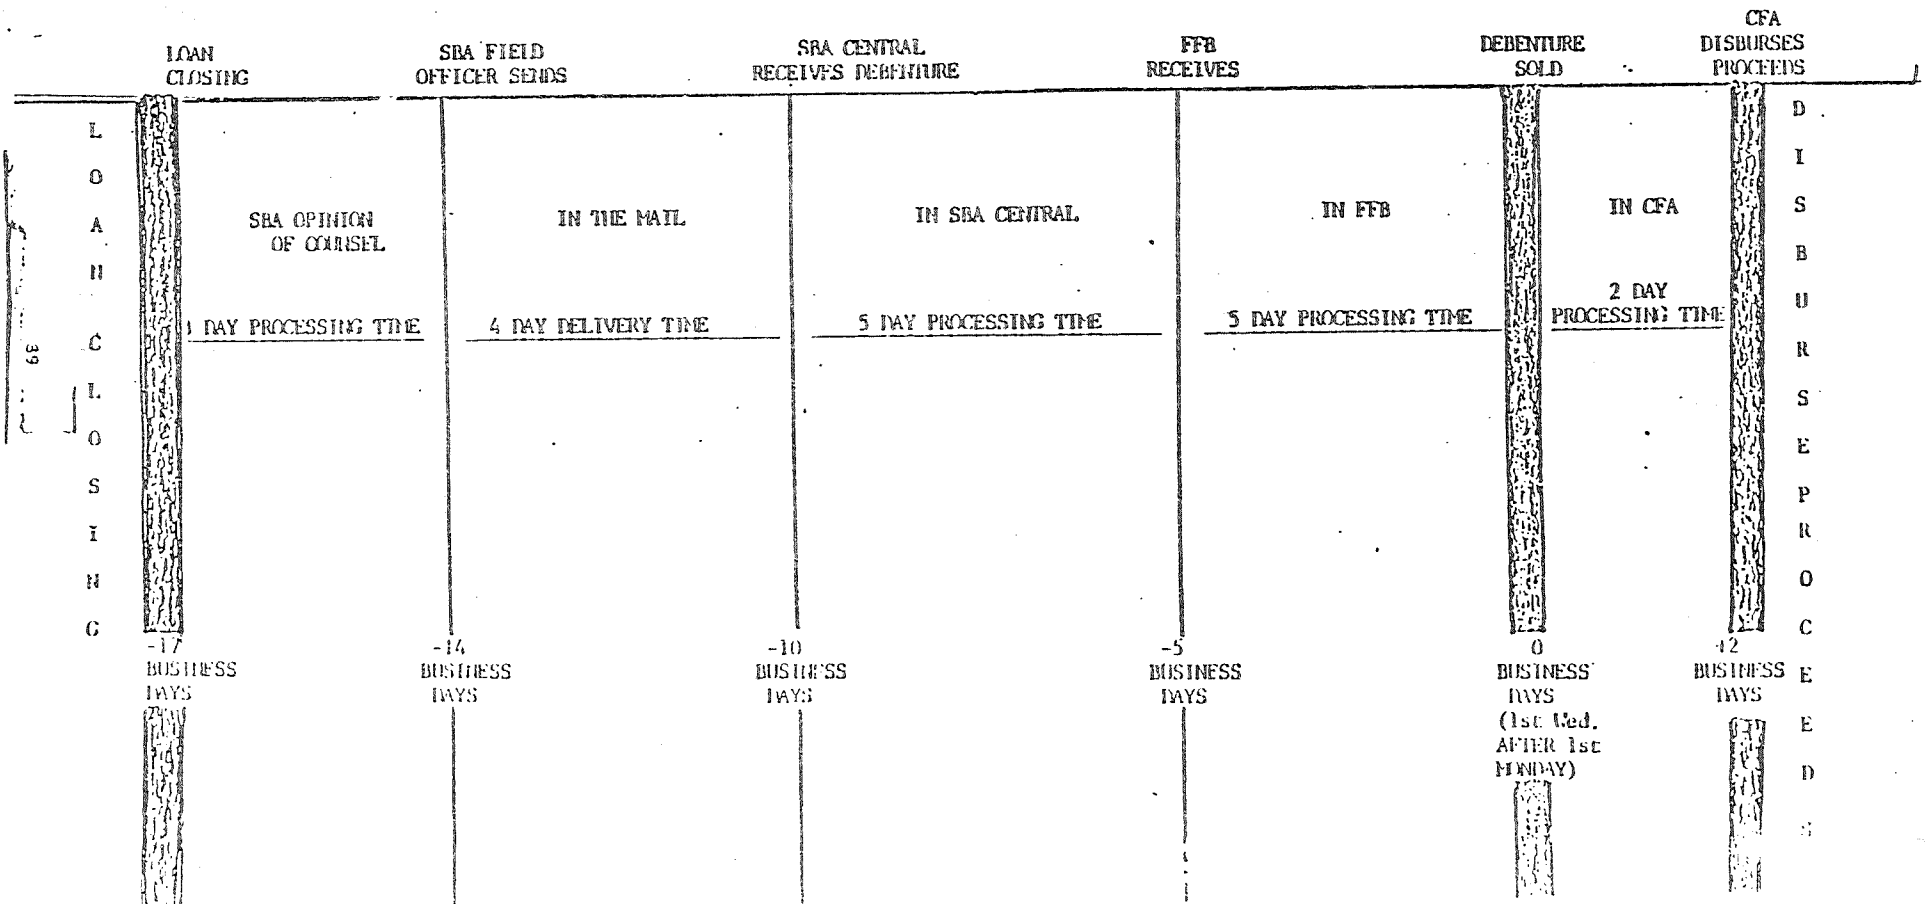 LOAN
CLOSING
SBA FIELD
OFFICER SENDS
SBA CENTRAL
RECEIVES DEBENTURE
FFB
RECEIVES
DEBENTURE
SOLD
CFA
DISBURSES
PROCEEDS
LOAN CLOSING
SBA OPINION
OF COUNSEL
IN THE MAIL
IN SBA CENTRAL
IN FFB
IN CFA
DAY PROCESSING TIME
4 DAY DELIVERY TIME
5 DAY PROCESSING TIME
5 DAY PROCESSING TIME
2 DAY
PROCESSING TIME
DISBURSE PROCEEDS
39
-17
BUSINESS
DAYS
-14
BUSINESS
DAYS
-10
BUSINESS
DAYS
-5
BUSINESS
DAYS
0
BUSINESS
DAYS
(1st Wed.
AFTER 1st
MONDAY)
+2
BUSINESS
DAYS